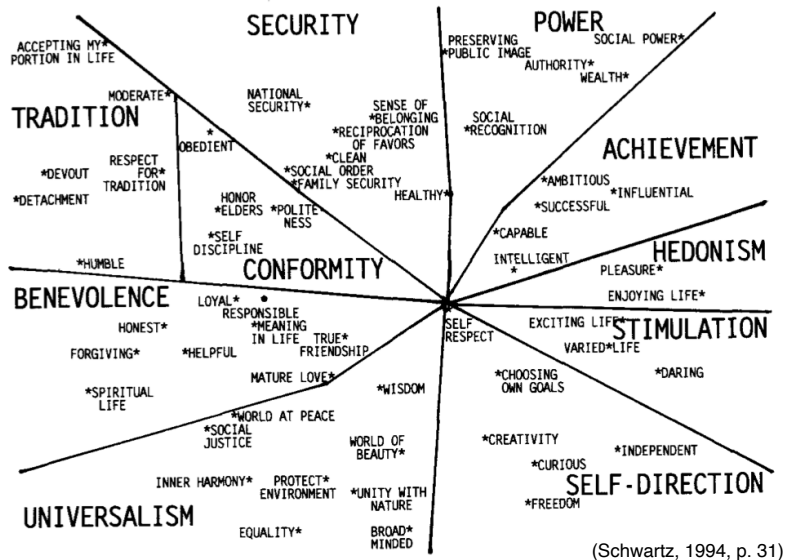 SECURITY
POWER
ACCEPTING MY*
PORTION IN LIFE
PRESERVING
*PUBLIC IMAGE
SOCIAL POWER*
AUTHORITY*
WEALTH*
MODERATE*
TRADITION
NATIONAL
SECURITY*
SENSE OF
*BELONGING
*RECIPROCATION
OF FAVORS
SOCIAL
*RECOGNITION
*
OBEDIENT
*CLEAN
ACHIEVEMENT
*DEVOUT
RESPECT
FOR*
TRADITION
*SOCIAL ORDER
*FAMILY SECURITY
*DETACHMENT
HEALTHY*
*AMBITIOUS
*INFLUENTIAL
*SUCCESSFUL
HONOR
*ELDERS
*POLITE-
NESS
*SELF
DISCIPLINE
*CAPABLE
INTELLIGENT
*
HEDONISM
*HUMBLE
CONFORMITY
PLEASURE*
BENEVOLENCE
ENJOYING LIFE*
LOYAL*
RESPONSIBLE
*MEANING
IN LIFE
HONEST*
TRUE*
FRIENDSHIP
*
SELF
RESPECT
EXCITING LIFE*
STIMULATION
VARIED*LIFE
FORGIVING*
*HELPFUL
*DARING
MATURE LOVE*
*CHOOSING
OWN GOALS
*SPIRITUAL
LIFE
*WISDOM
*WORLD AT PEACE
*SOCIAL
JUSTICE
WORLD OF
BEAUTY*
*CREATIVITY
*INDEPENDENT
*CURIOUS
SELF-DIRECTION
INNER HARMONY*
PROTECT*
ENVIRONMENT
*UNITY WITH
NATURE
*FREEDOM
UNIVERSALISM
EQUALITY*
BROAD*
MINDED
(Schwartz, 1994, p. 31)